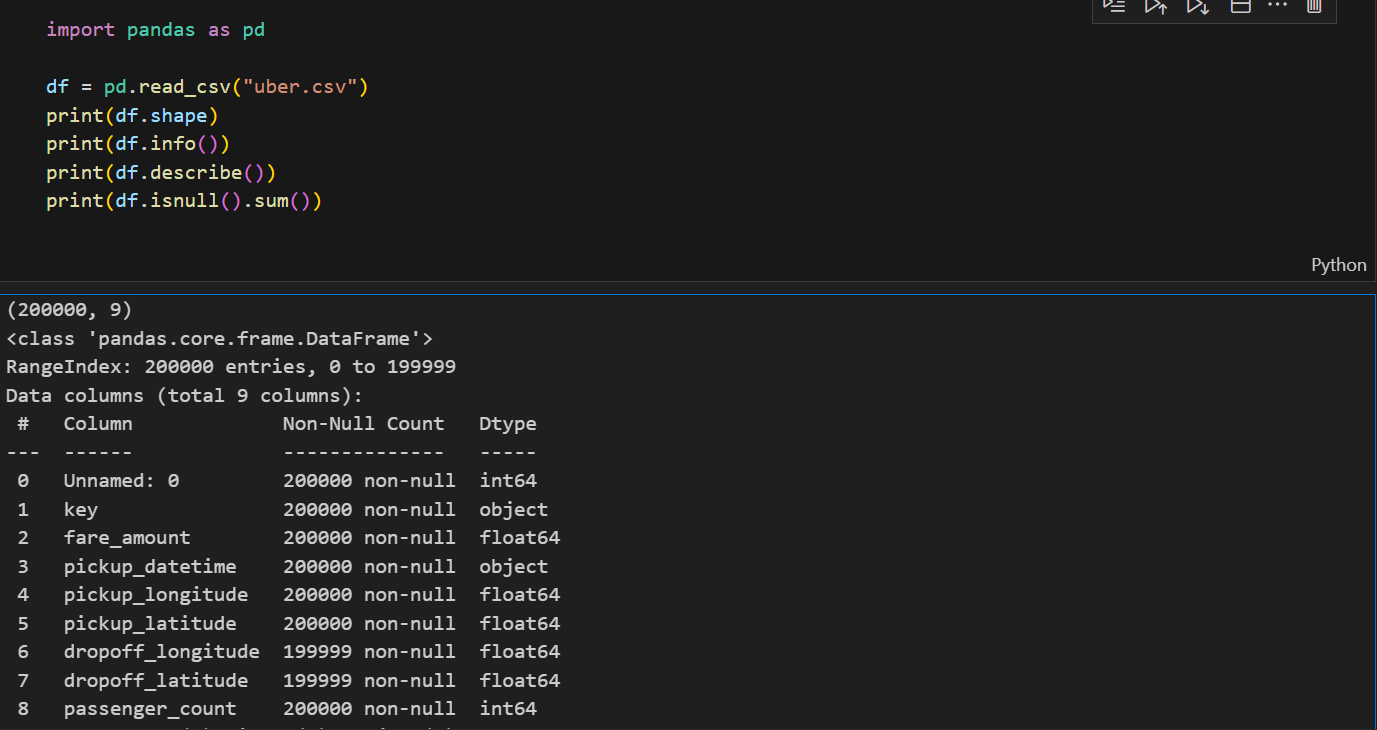 import pandas as pd
df = pd.read_csv("uber.csv")
print(df.shape)
print(df.info())
print(df.describe())
print(df.isnull().sum())
Python
(200000, 9)
<class 'pandas.core.frame.DataFrame'>
RangeIndex: 200000 entries, 0 to 199999
Data columns (total 9 columns):
 #   Column             Non-Null Count   Dtype
---  ------             --------------   -----
 0   Unnamed: 0         200000 non-null  int64
 1   key                200000 non-null  object
 2   fare_amount        200000 non-null  float64
 3   pickup_datetime    200000 non-null  object
 4   pickup_longitude   200000 non-null  float64
 5   pickup_latitude    200000 non-null  float64
 6   dropoff_longitude  199999 non-null  float64
 7   dropoff_latitude   199999 non-null  float64
 8   passenger_count    200000 non-null  int64